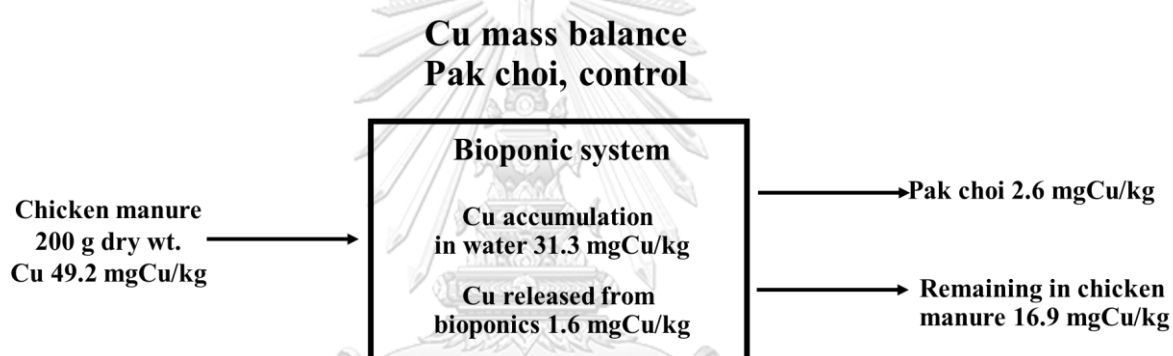 Cu mass balance
Pak choi, control
Bioponic system
Chicken manure
200 g dry wt.
Cu 49.2 mgCu/kg
Cu accumulation
in water 31.3 mgCu/kg
Cu released from
bioponics 1.6 mgCu/kg
Pak choi 2.6 mgCu/kg
Remaining in chicken
manure 16.9 mgCu/kg